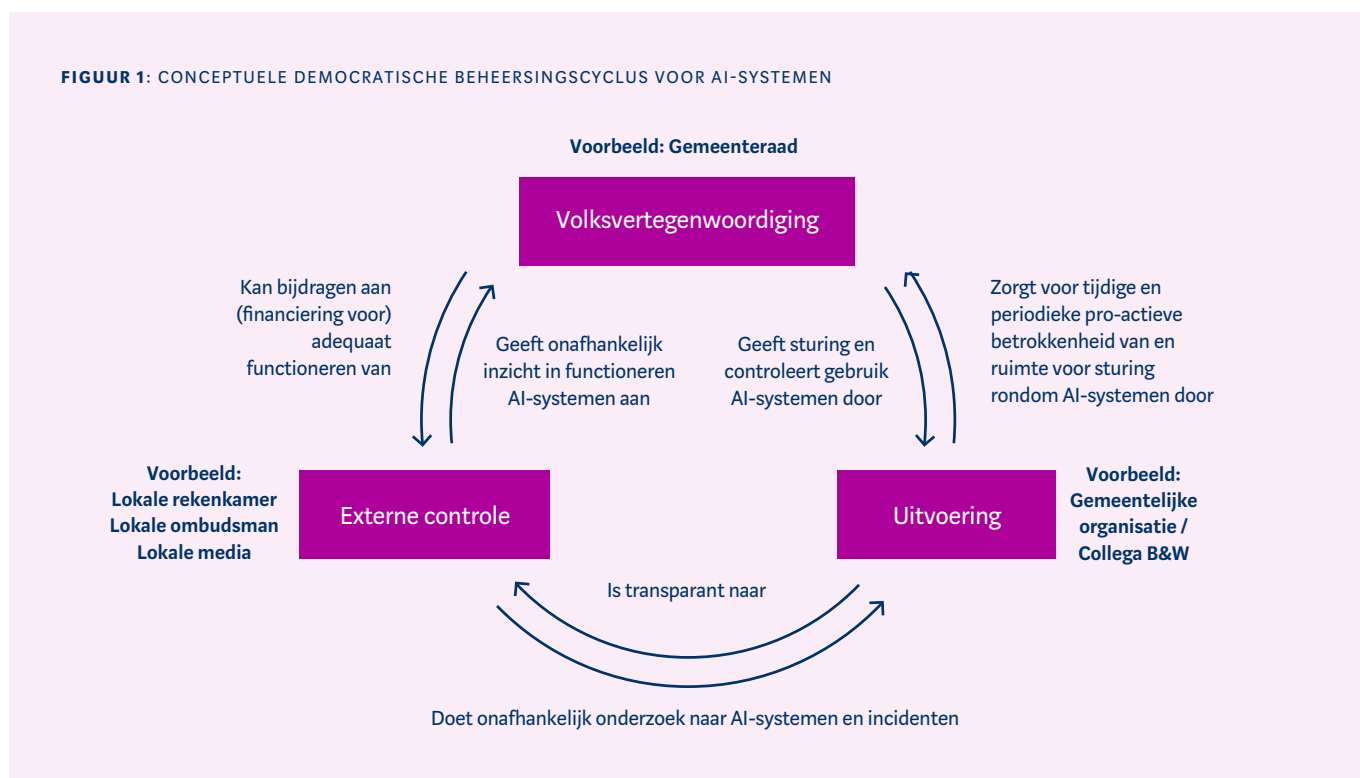 FIGUUR 1: CONCEPTUELE DEMOCRATISCHE BEHEERSINGSCYCLUS VOOR AI-SYSTEMEN
Voorbeeld: Gemeenteraad
Volksvertegenwoordiging
Kan bijdragen aan
(financiering voor)
adequaat
functioneren van
Geeft onafhankelijk
inzicht in functioneren
AI-systemen aan
Geeft sturing en
controleert gebruik
AI-systemen door
Zorgt voor tijdige en
periodieke pro-actieve
betrokkenheid van en
ruimte voor sturing
rondom AI-systemen door
Voorbeeld:
Lokale rekenkamer
Lokale ombudsman
Lokale media
Externe controle
Uitvoering
Voorbeeld:
Gemeentelijke
organisatie /
Collega B&W
Is transparant naar
Doet onafhankelijk onderzoek naar AI-systemen en incidenten